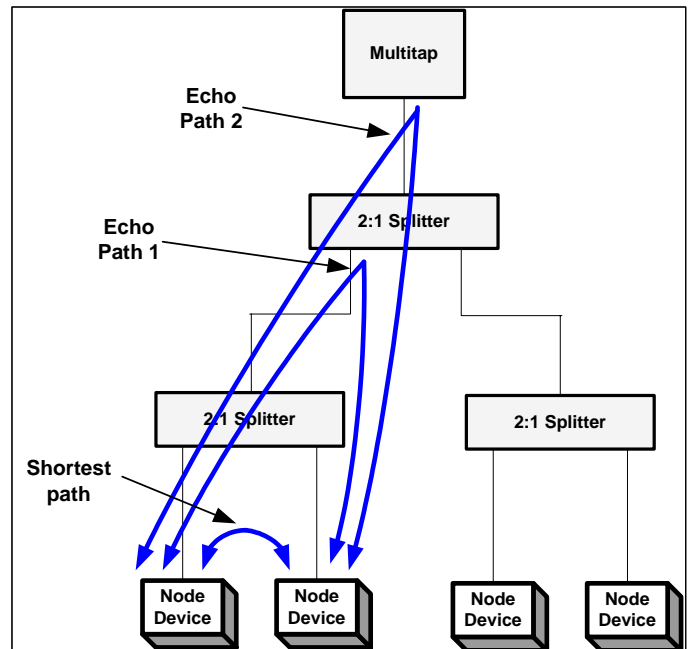 Multitap
Echo
Path 2
2:1 Splitter
Echo
Path 1
2:1 Splitter
2:1 Splitter
Shortest
path
Node
Device
Node
Device
Node
Device
Node
Device